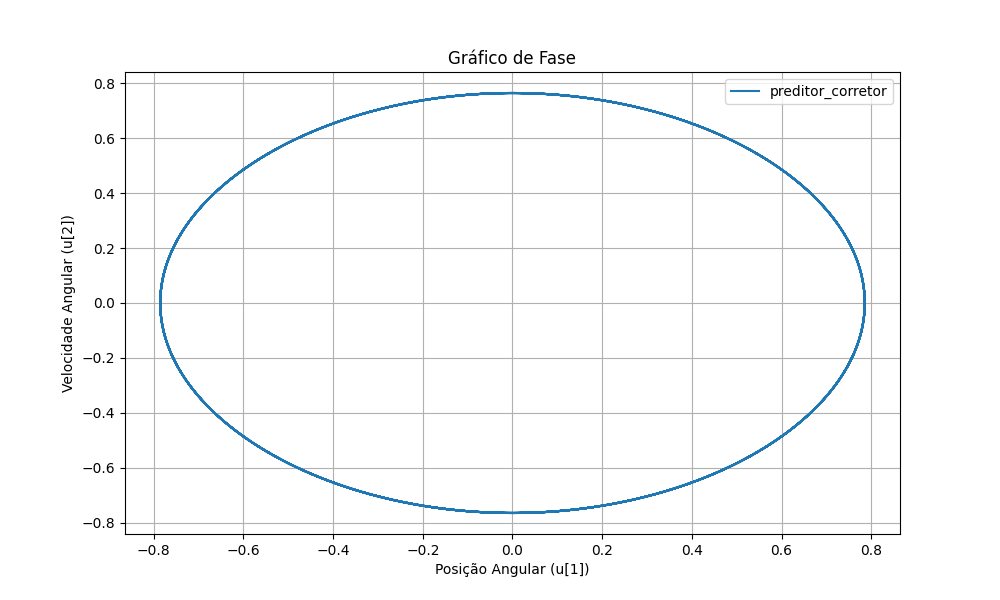 Gráfico de Fase
preditor_corretor
Velocidade Angular (u[2])
0.8
0.6
0.4
0.2
0.0
−0.2
−0.4
−0.6
−0.8
−0.8 −0.6 −0.4 −0.2 0.0 0.2 0.4 0.6 0.8
Posição Angular (u[1])